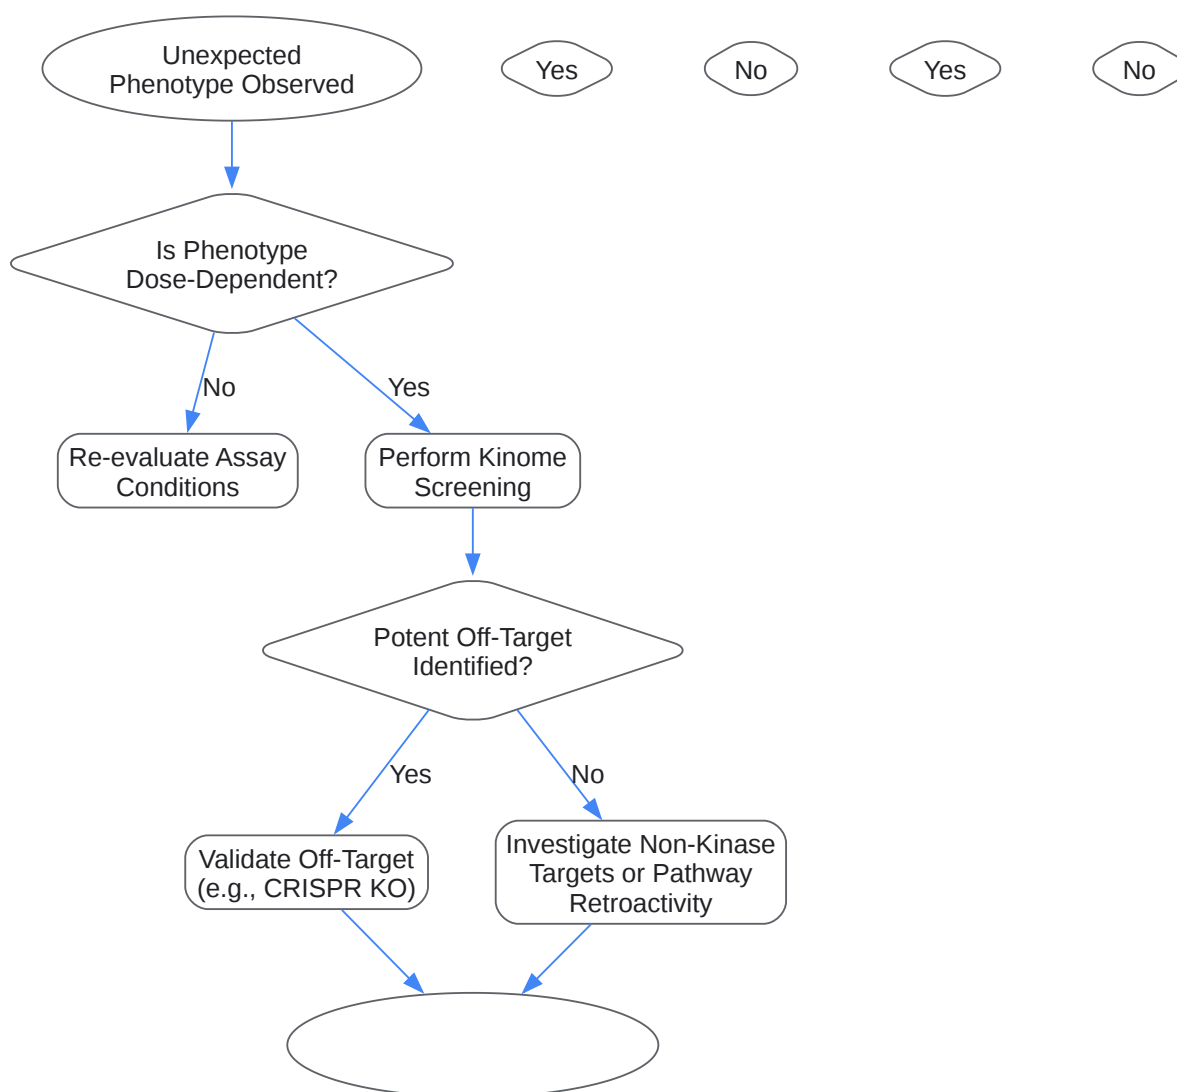 Unexpected
Phenotype Observed
Yes
No
Yes
No
Is Phenotype
Dose-Dependent?
No
Yes
Re-evaluate Assay
Conditions
Perform Kinome
Screening
Potent Off-Target
Identified?
Yes
No
Validate Off-Target
(e.g., CRISPR KO)
Investigate Non-Kinase
Targets or Pathway
Retroactivity